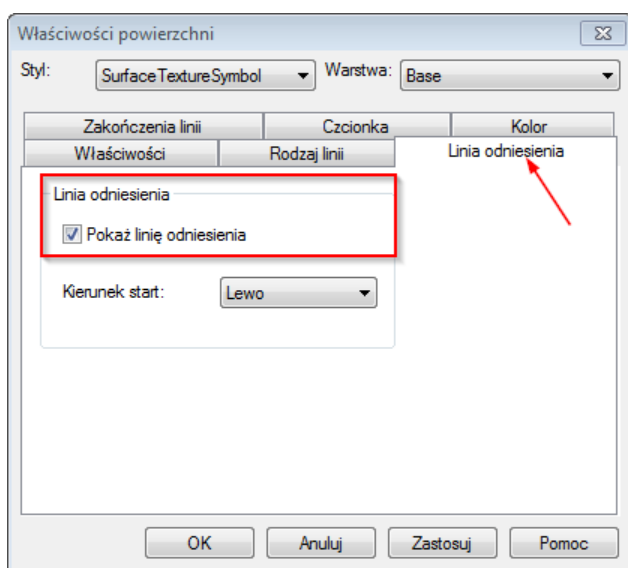 Właściwości powierzchni
Styl: SurfaceTextureSymbol Warstwa: Base
Zakończenia linii Czcionka Kolor
Właściwości Rodzaj linii Linia odniesienia
Linia odniesienia
Pokaż linię odniesienia
Kierunek start: Lewo
OK Anuluj Zastosuj Pomoc